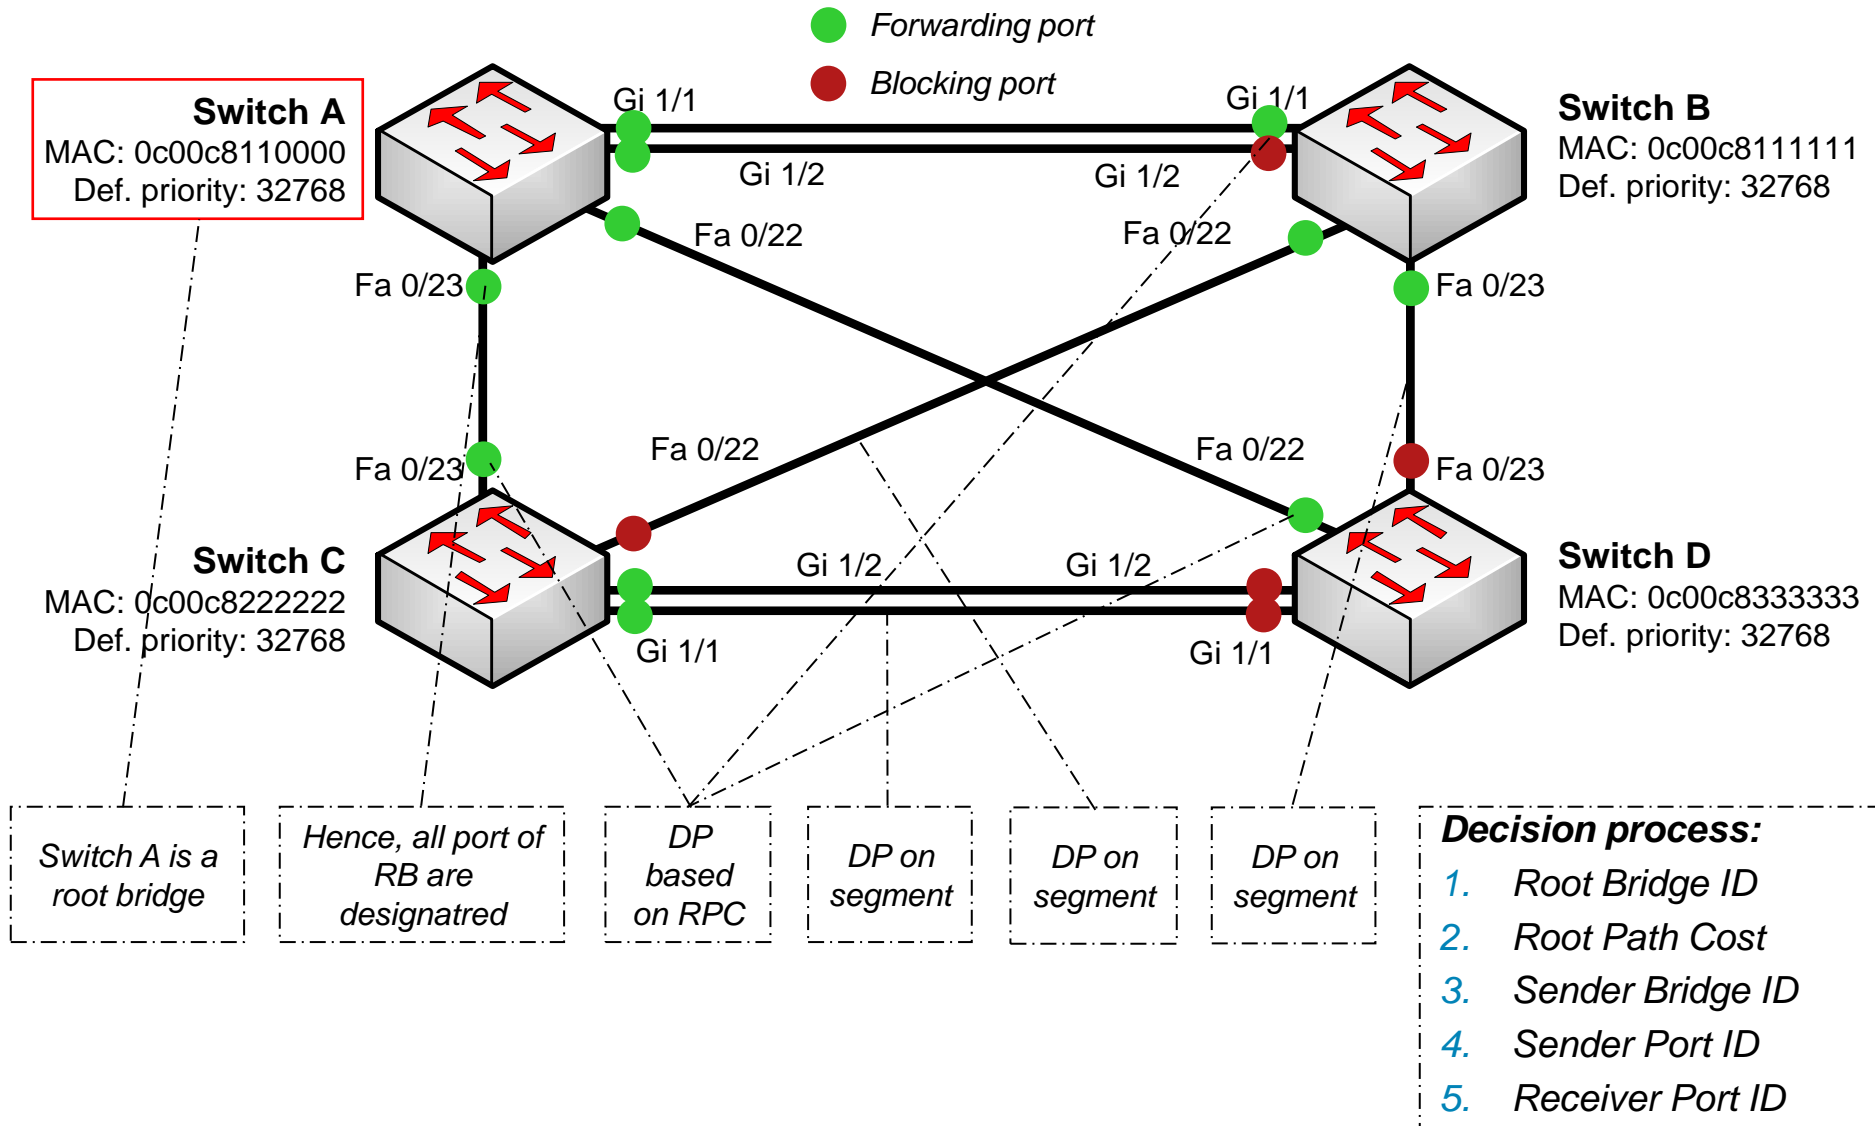 Forwarding port
Blocking port
Switch A
MAC: 0c00c8110000
Def. priority: 32768
Gi 1/1
Gi 1/1
Switch B
MAC: 0c00c8111111
Def. priority: 32768
Gi 1/2
Gi 1/2
Fa 0/22
Fa 0/22
Fa 0/23
Fa 0/23
Fa 0/22
Fa 0/22
Fa 0/23
Fa 0/23
Switch C
MAC: 0c00c8222222
Def. priority: 32768
Gi 1/2
Gi 1/2
Switch D
MAC: 0c00c8333333
Def. priority: 32768
Gi 1/1
Gi 1/1
Switch A is a
root bridge
Hence, all port of
RB are
designatred
DP
based
on RPC
DP on
segment
DP on
segment
DP on
segment
Decision process:
1. Root Bridge ID
2. Root Path Cost
3. Sender Bridge ID
4. Sender Port ID
5. Receiver Port ID